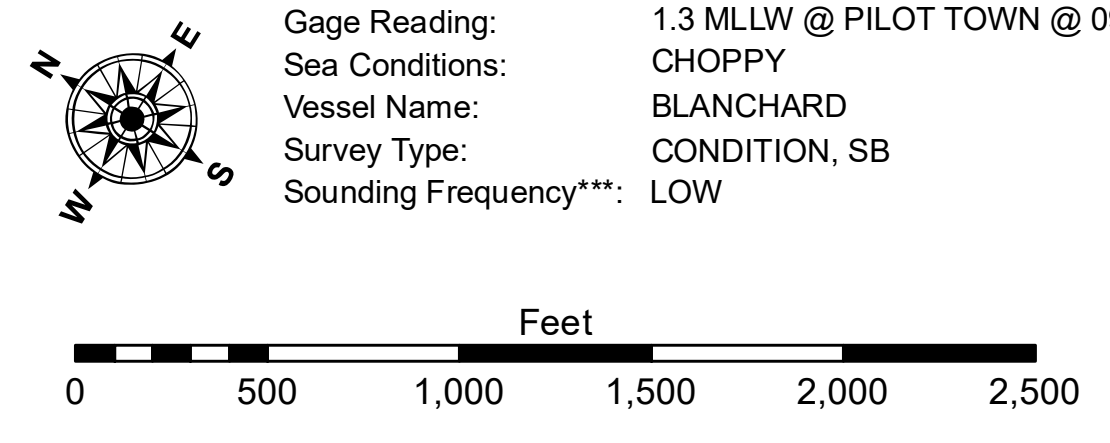 N
E
S
W
Gage Reading: 1.3 MLLW @ PILOT TOWN @
Sea Conditions: CHOPPY
Vessel Name: BLANCHARD
Survey Type: CONDITION, SB
Sounding Frequency***: LOW
Feet
0 500 1,000 1,500 2,000 2,500